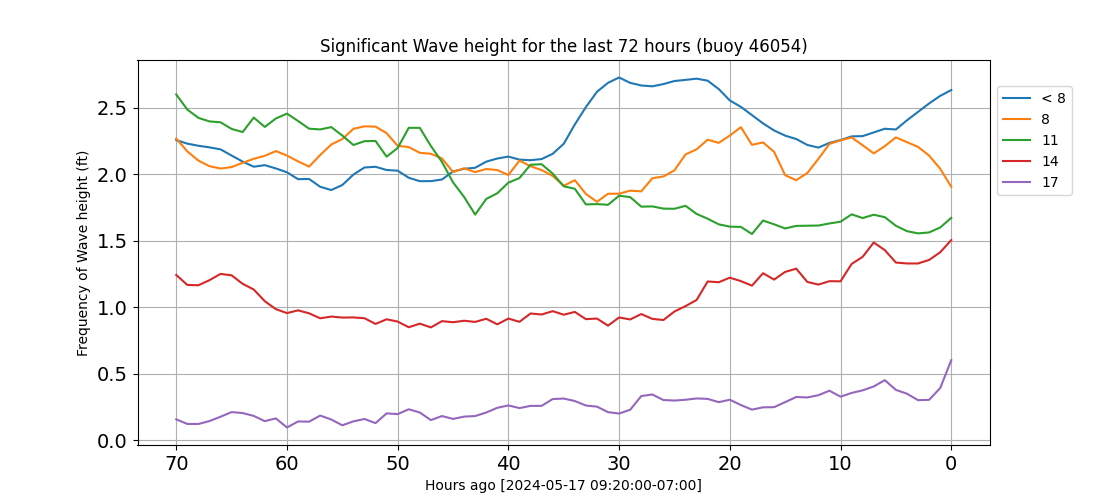 Significant Wave height for the last 72 hours (buoy 46054)
Frequency of Wave height (ft)
2.5
2.0
1.5
1.0
0.5
0.0
70 60 50 40 30 20 10 0
Hours ago [2024-05-17 09:20:00-07:00]
< 8
8
11
14
17